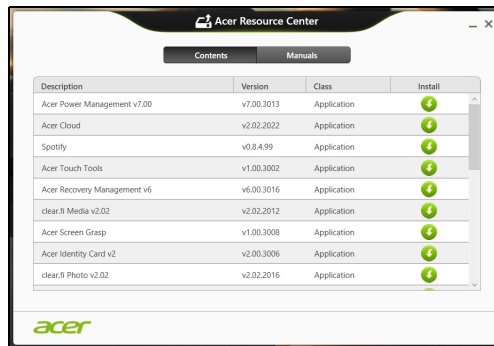 Acer Resource Center
Contents Manuals
Description Version Class Install
Acer Power Management v7.00 v7.00.3013 Application
Acer Cloud v2.02.2022 Application
Spotify v0.8.4.99 Application
Acer Touch Tools v1.00.3002 Application
Acer Recovery Management v6 v6.00.3016 Application
clear.fi Media v2.02 v2.02.2012 Application
Acer Screen Grasp v1.00.3008 Application
Acer Identity Card v2 v2.00.3006 Application
clear.fi Photo v2.02 v2.02.2016 Application
acer